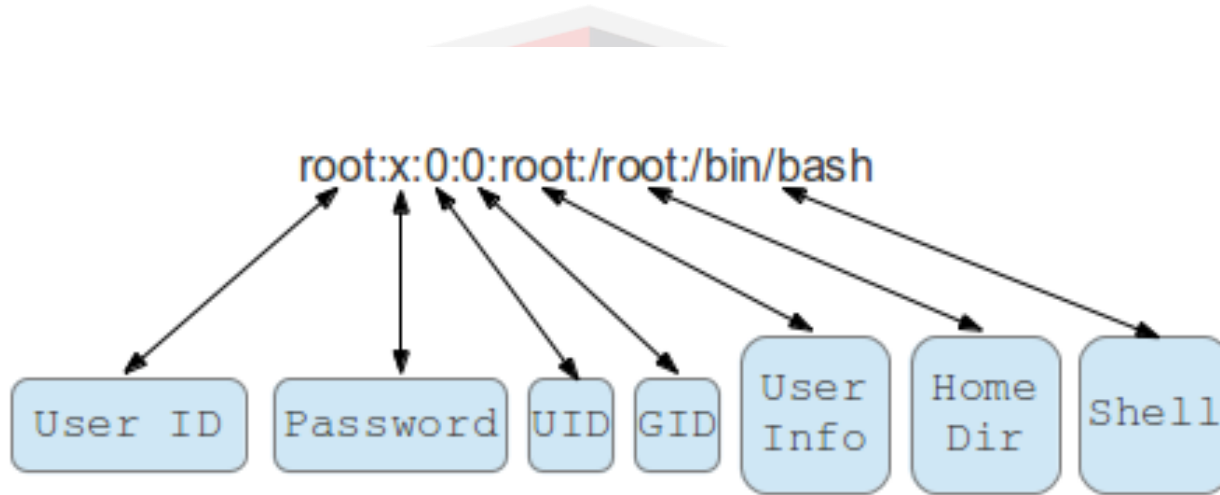 root:x:0:0:root:/root:/bin/bash
User ID
Password
UID
GID
User
Info
Home
Dir
Shell